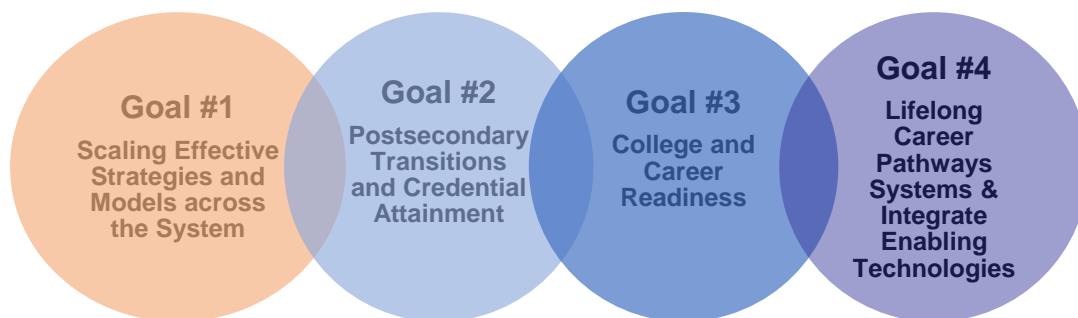 Goal #1
Scaling Effective
Strategies and
Models across
the System
Goal #2
Postsecondary
Transitions
and Credential
Attainment
Goal #3
College and
Career
Readiness
Goal #4
Lifelong
Career
Pathways
Systems &
Integrate
Enabling
Technologies